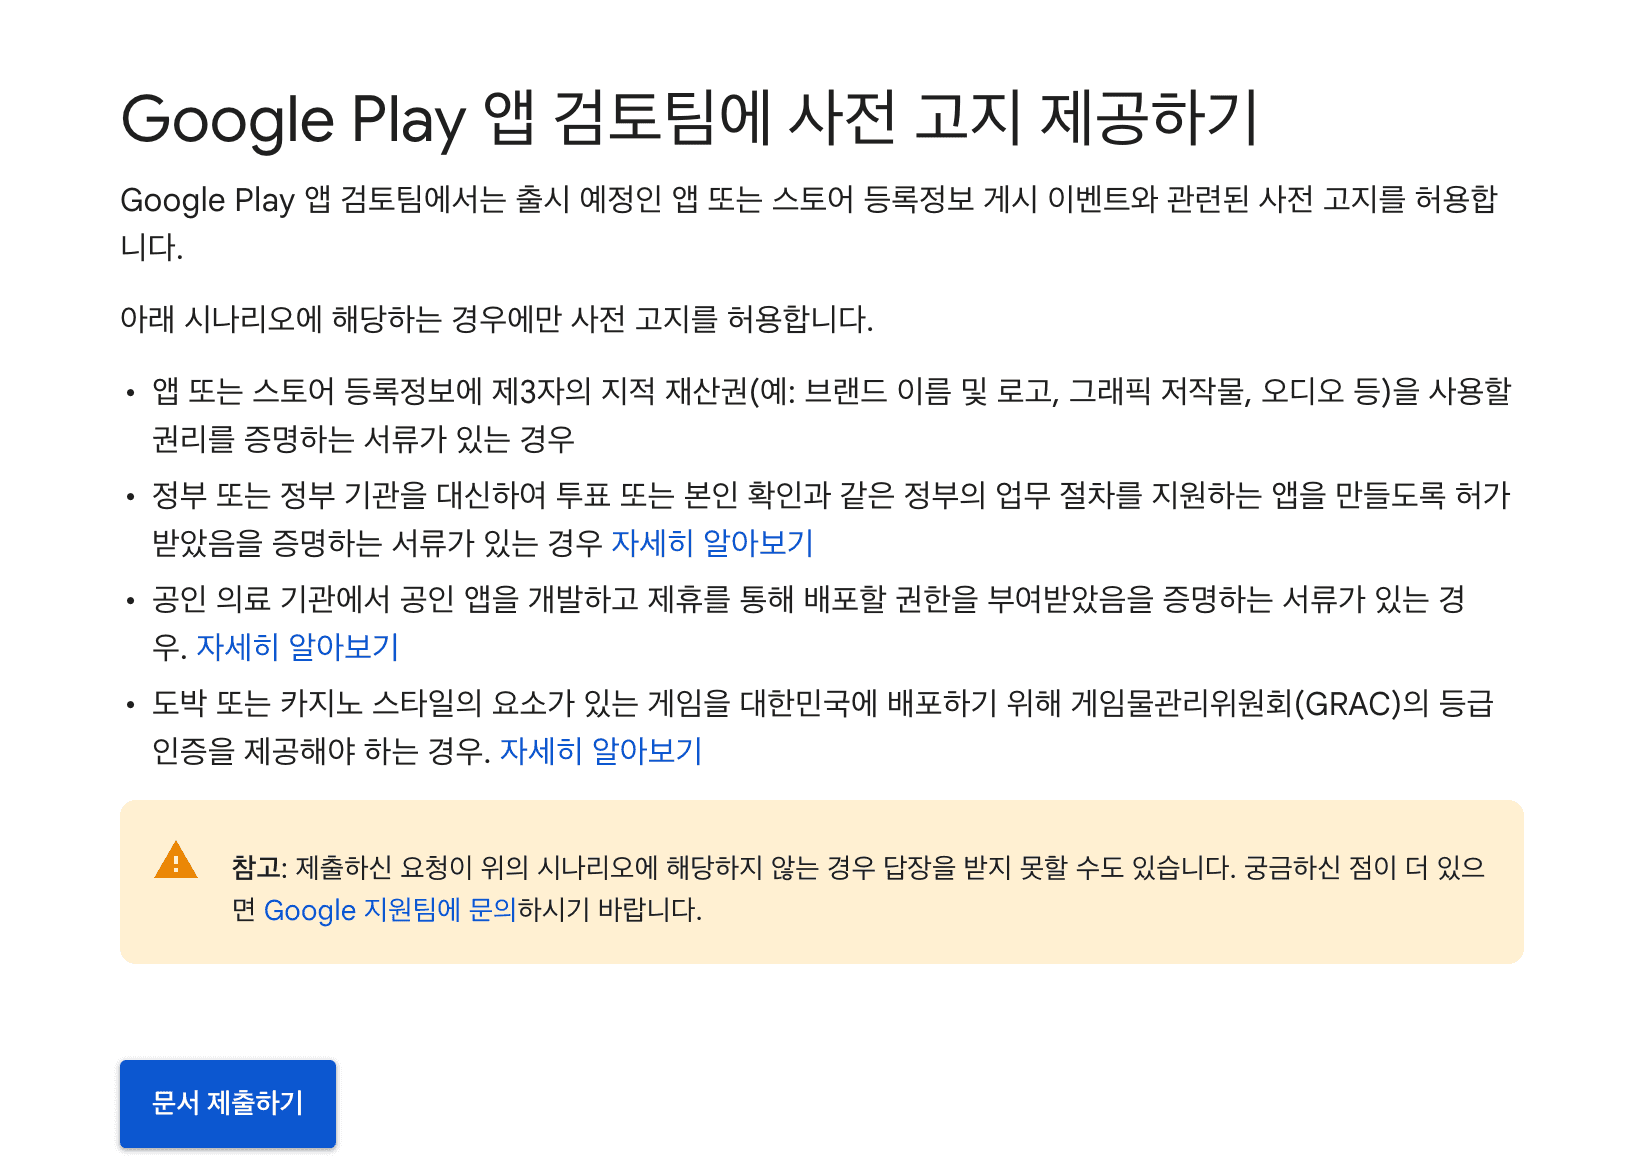 Google Play 앱 검토팀에 사전 고지 제공하기
Google Play 앱 검토팀에서는 출시 예정인 앱 또는 스토어 등록정보 게시 이벤트와 관련된 사전 고지를 허용합
니다.
아래 시나리오에 해당하는 경우에만 사전 고지를 허용합니다.
• 앱 또는 스토어 등록정보에 제3자의 지적 재산권(예: 브랜드 이름 및 로고, 그래픽 저작물, 오디오 등)을 사용할
권리를 증명하는 서류가 있는 경우
• 정부 또는 정부 기관을 대신하여 투표 또는 본인 확인과 같은 정부의 업무 절차를 지원하는 앱을 만들도록 허가
받았음을 증명하는 서류가 있는 경우 자세히 알아보기
• 공인 의료 기관에서 공인 앱을 개발하고 제휴를 통해 배포할 권한을 부여받았음을 증명하는 서류가 있는 경
우. 자세히 알아보기
• 도박 또는 카지노 스타일의 요소가 있는 게임을 대한민국에 배포하기 위해 게임물관리위원회(GRAC)의 등급
인증을 제공해야 하는 경우. 자세히 알아보기
참고: 제출하신 요청이 위의 시나리오에 해당하지 않는 경우 답장을 받지 못할 수도 있습니다. 궁금하신 점이 더 있으
면 Google 지원팀에 문의하시기 바랍니다.
문서 제출하기